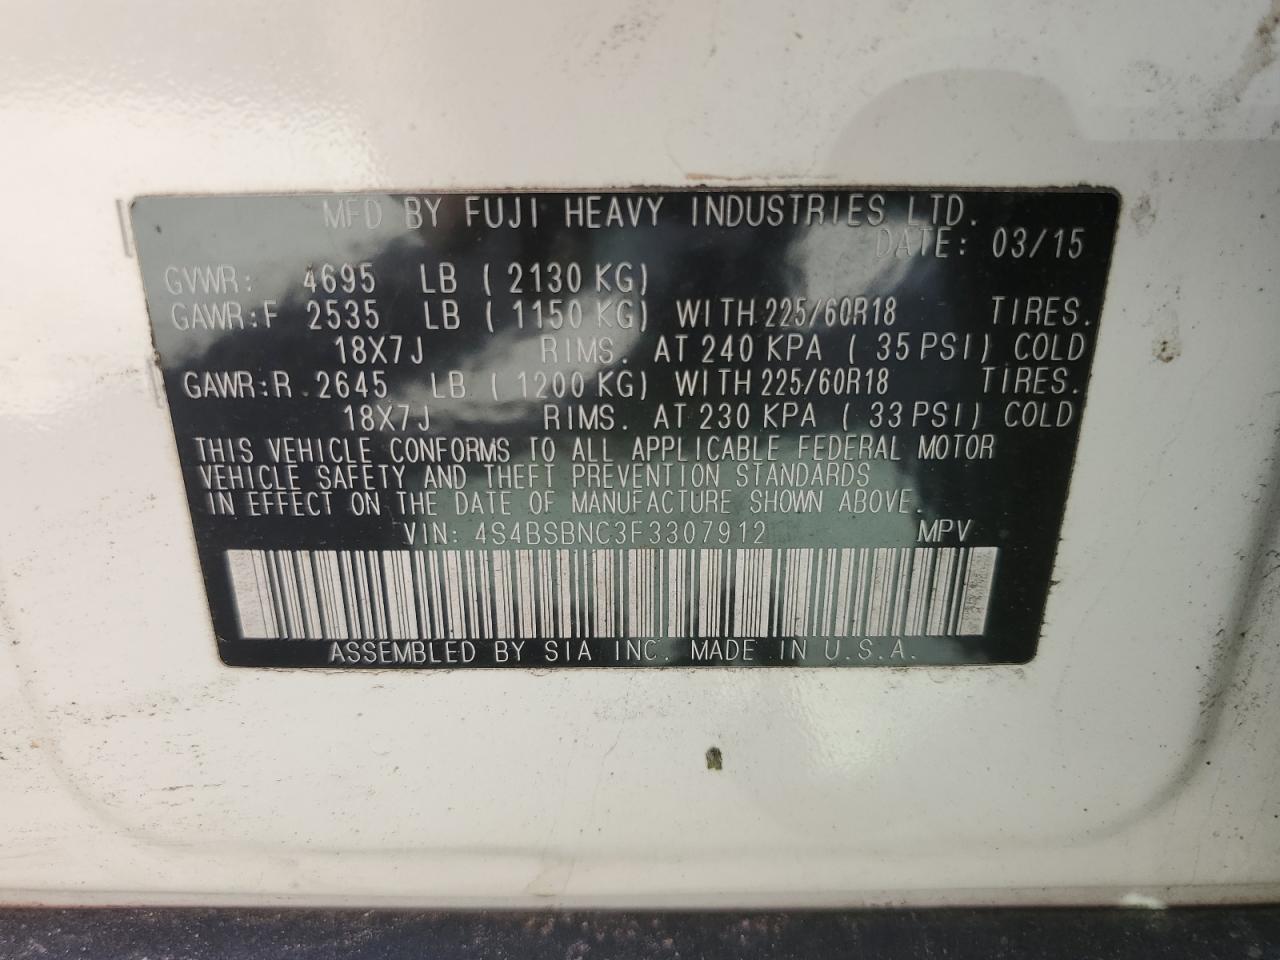 MFD BY FUJI HEAVY INDUSTRIES LTD.
DATE: 03/15
GVWR: 4695 LB ( 2130 KG)
GAWR:F 2535 LB ( 1150 KG) WITH 225/60R18 TIRES.
18X7J RIMS. AT 240 KPA ( 35 PSI) COLD
GAWR:R 2645 LB ( 1200 KG) WITH 225/60R18 TIRES.
18X7J RIMS. AT 230 KPA ( 33 PSI) COLD
THIS VEHICLE CONFORMS TO ALL APPLICABLE FEDERAL MOTOR
VEHICLE SAFETY AND THEFT PREVENTION STANDARDS
IN EFFECT ON THE DATE OF MANUFACTURE SHOWN ABOVE.
VIN: 4S4BSBNC3F3307912 MPV
ASSEMBLED BY SIA INC. MADE IN U.S.A.